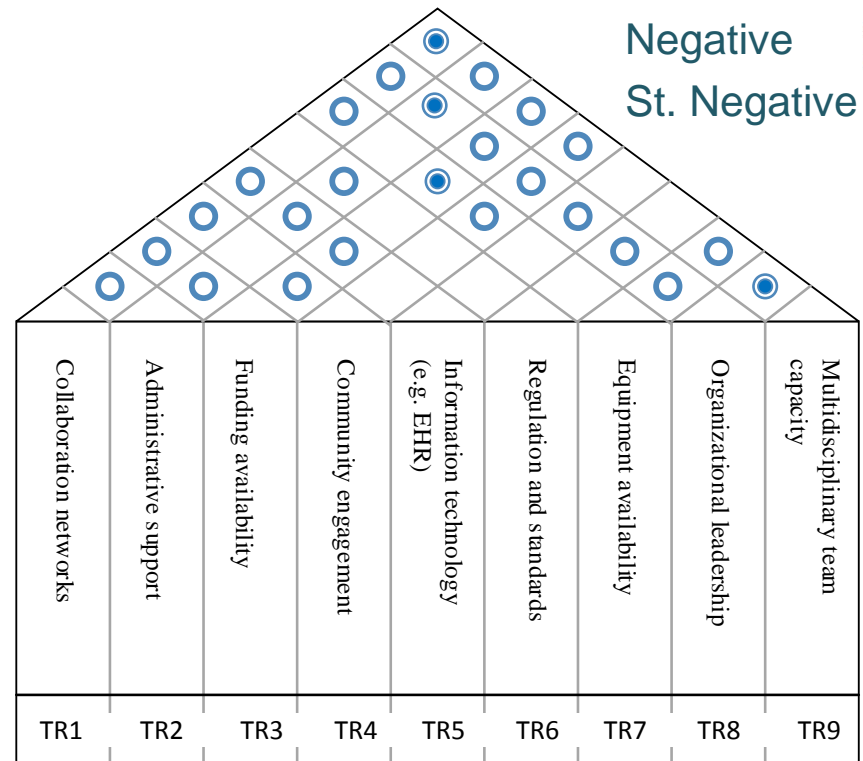 Negative
St. Negative
Collaboration networks
Administrative support
Funding availability
Community engagement
Information technology
(e.g. EHR)
Regulation and standards
Equipment availability
Organizational leadership
Multidisciplinary team
capacity
TR1 TR2 TR3 TR4 TR5 TR6 TR7 TR8 TR9